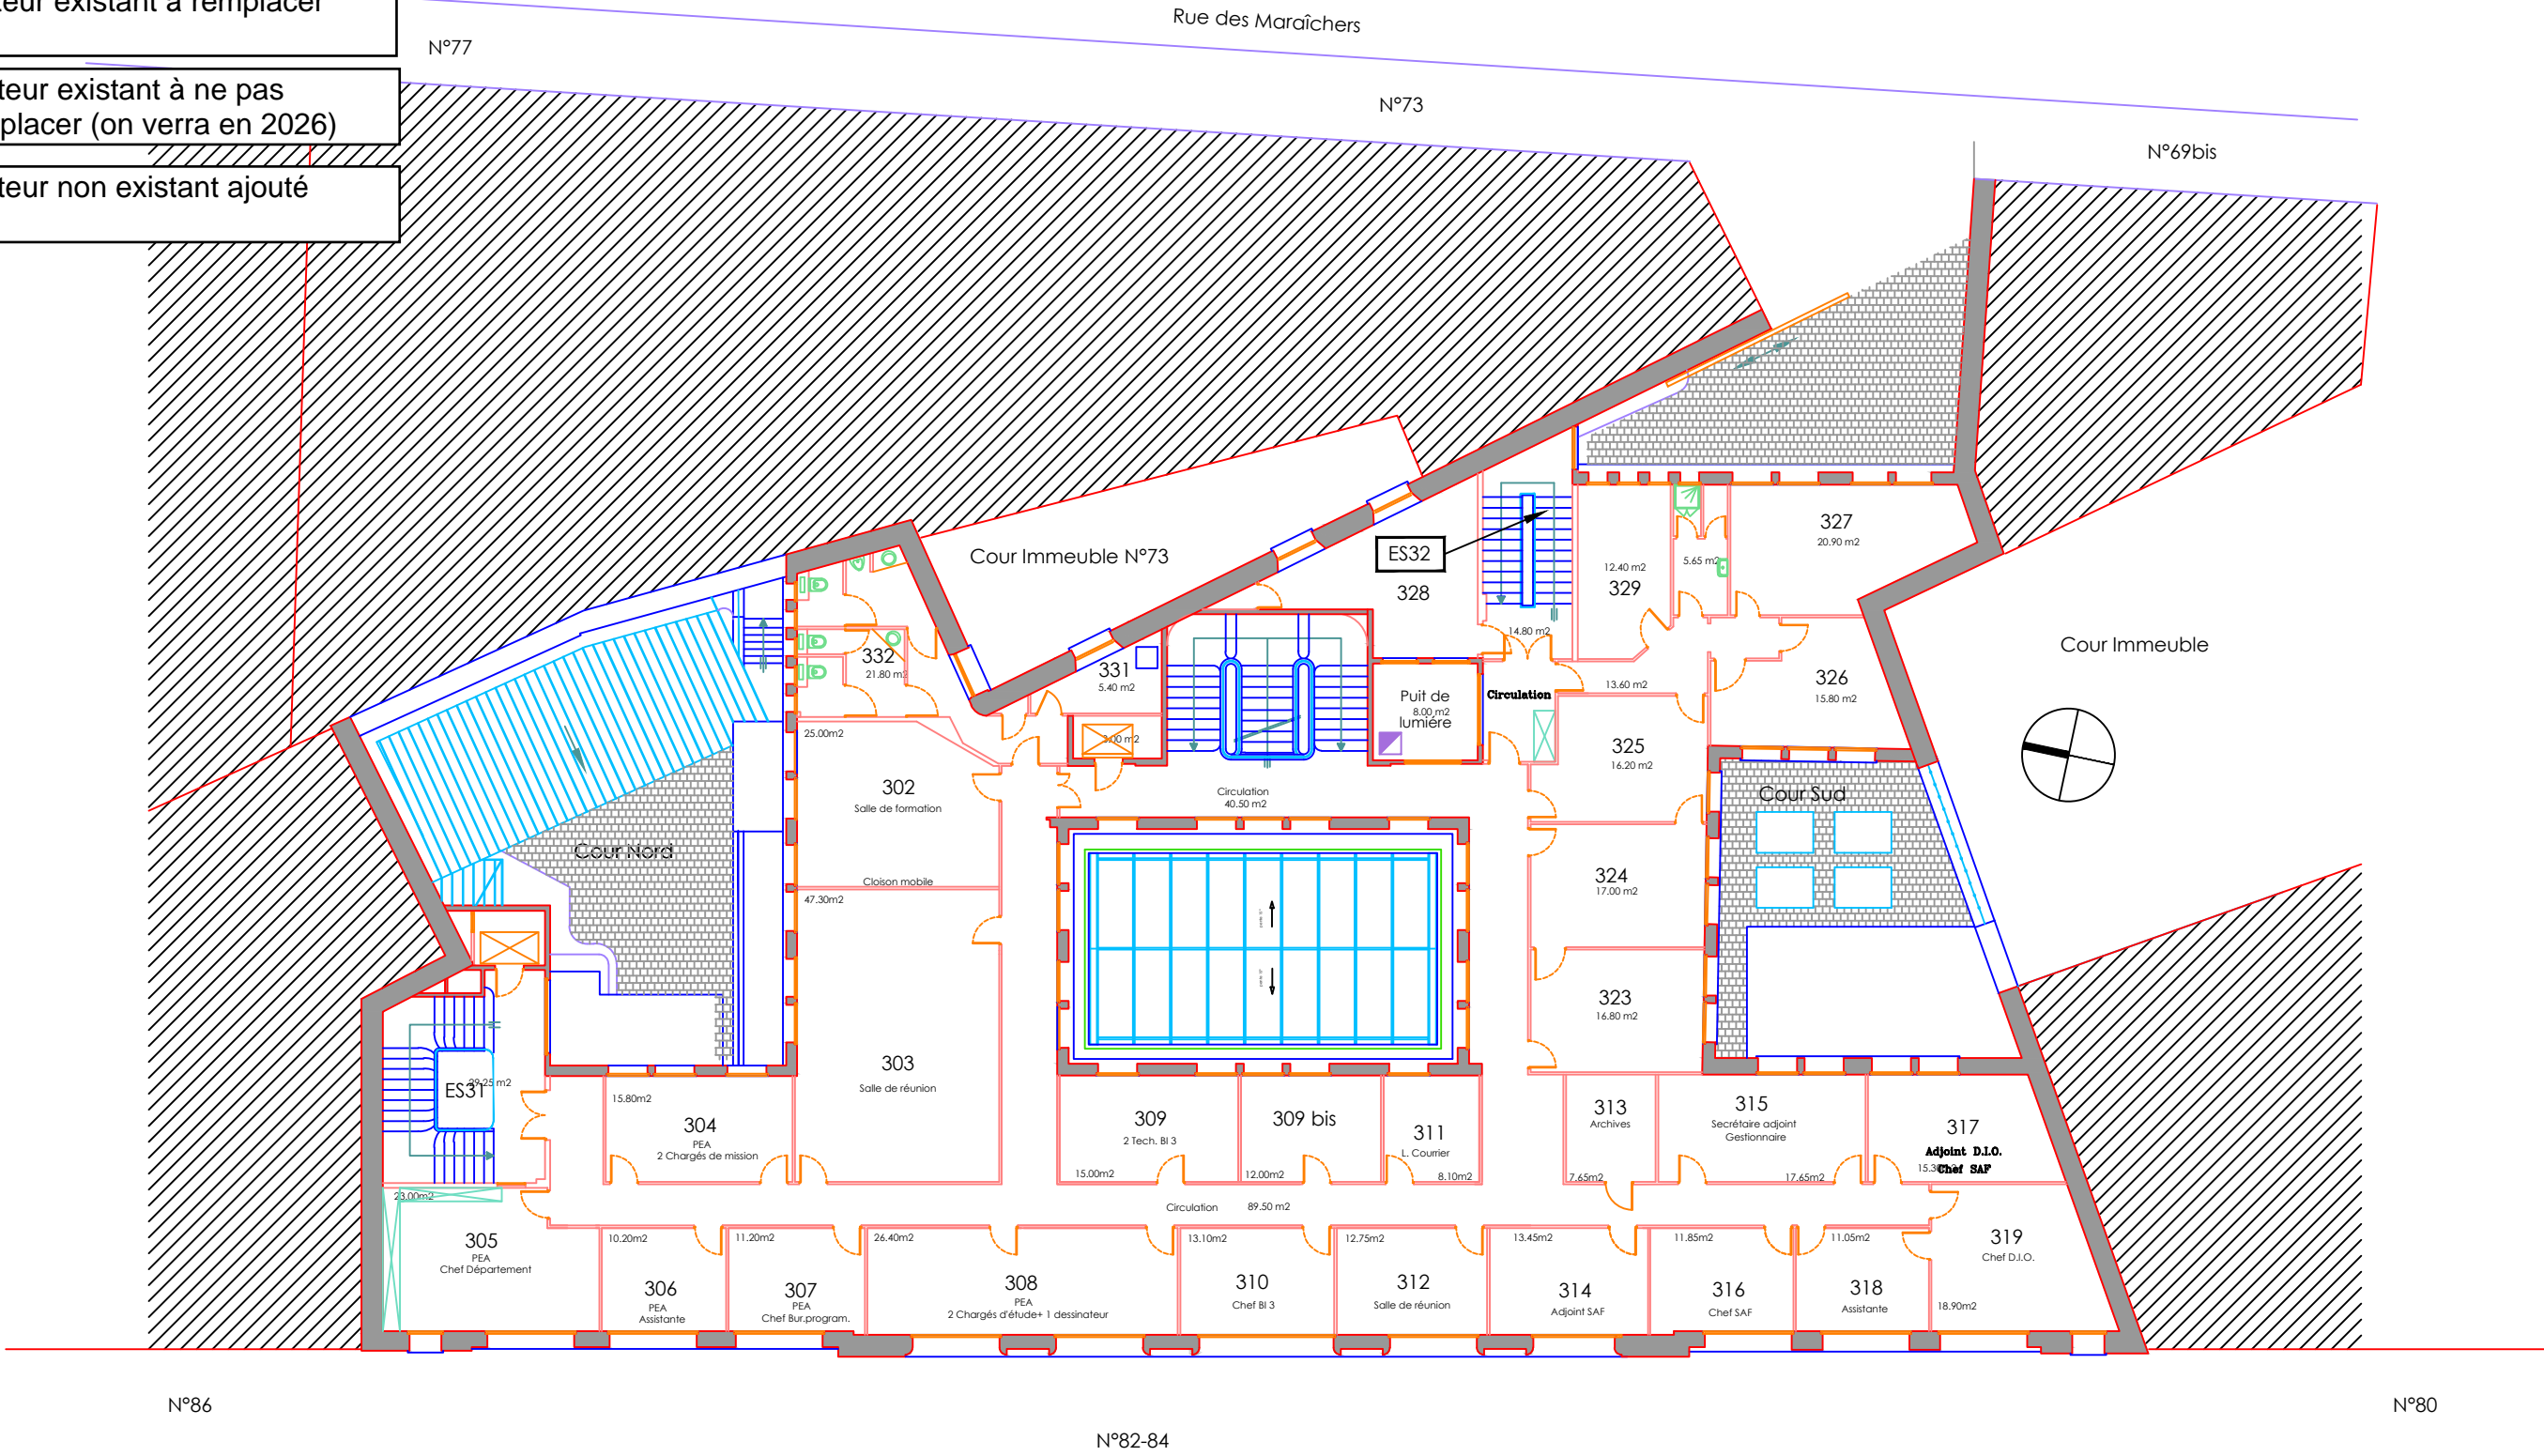 existant à remplacer
existant à ne pas
(on verra en 2026)
non existant ajouté
Rue des Maraîchers
N°77
N°73
N°69bis
Cour Immeuble N°73
ES32
328
14.80 m2
12.40 m2
329
5.65 m2
327
20.90 m2
Cour Immeuble
332
21.80 m2
331
5.40 m2
Puit de
8.00 m2
lumiére
Circulation
13.60 m2
326
15.80 m2
25.00m2
302
Salle de formation
Cloison mobile
Circulation
40.50 m2
325
16.20 m2
Cour Sud
Cour Nord
47.30m2
324
17.00 m2
323
16.80 m2
303
Salle de réunion
ES31
29.25 m2
15.80m2
304
PEA
2 Chargés de mission
309
2 Tech. BI 3
15.00m2
309 bis
12.00m2
311
L. Courrier
8.10m2
313
Archives
7.65m2
315
Secrétaire adjoint
Gestionnaire
17.65m2
317
Adjoint D.I.O.
Chef SAF
23.00m2
Circulation
89.50 m2
305
PEA
Chef Département
10.20m2
306
PEA
Assistante
11.20m2
307
PEA
Chef Bur.program.
26.40m2
308
PEA
2 Chargés d'étude+ 1 dessinateur
13.10m2
310
Chef BI 3
12.75m2
312
Salle de réunion
13.45m2
314
Adjoint SAF
11.85m2
316
Chef SAF
11.05m2
318
Assistante
319
Chef D.I.O.
18.90m2
N°86
N°82-84
N°80